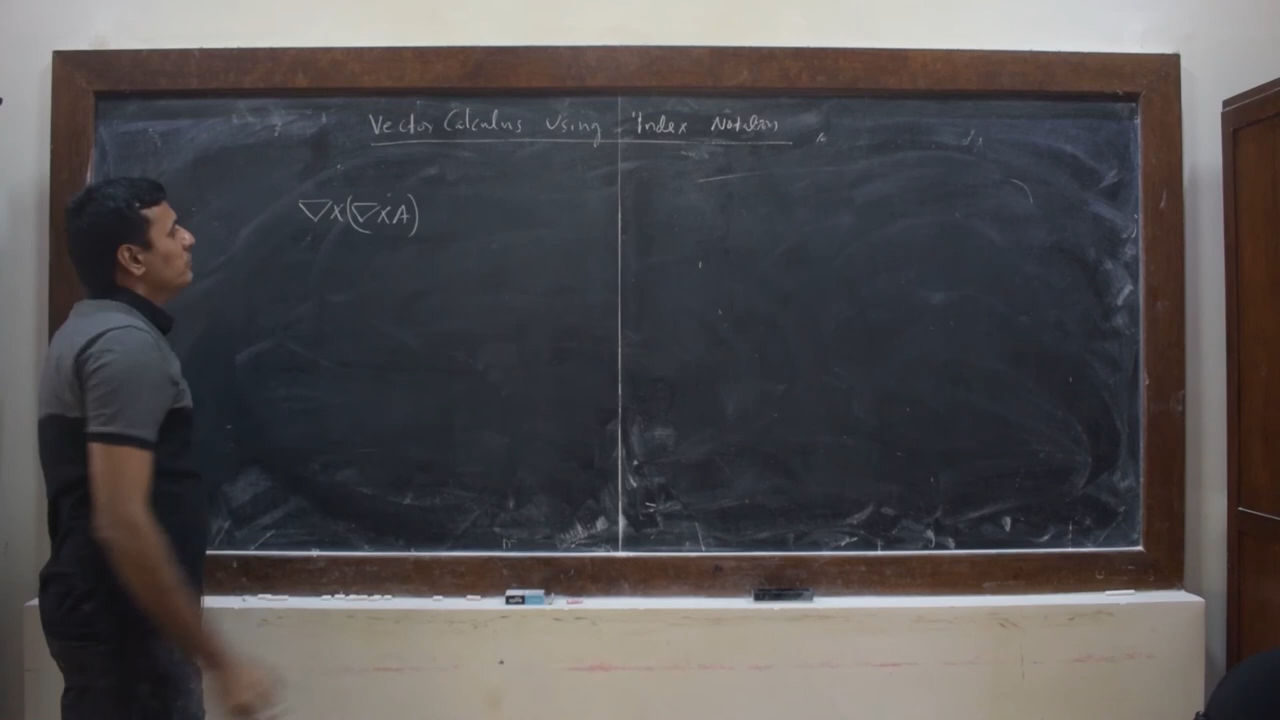 Vector Calculus Using Index Notation
∇×(∇×A)